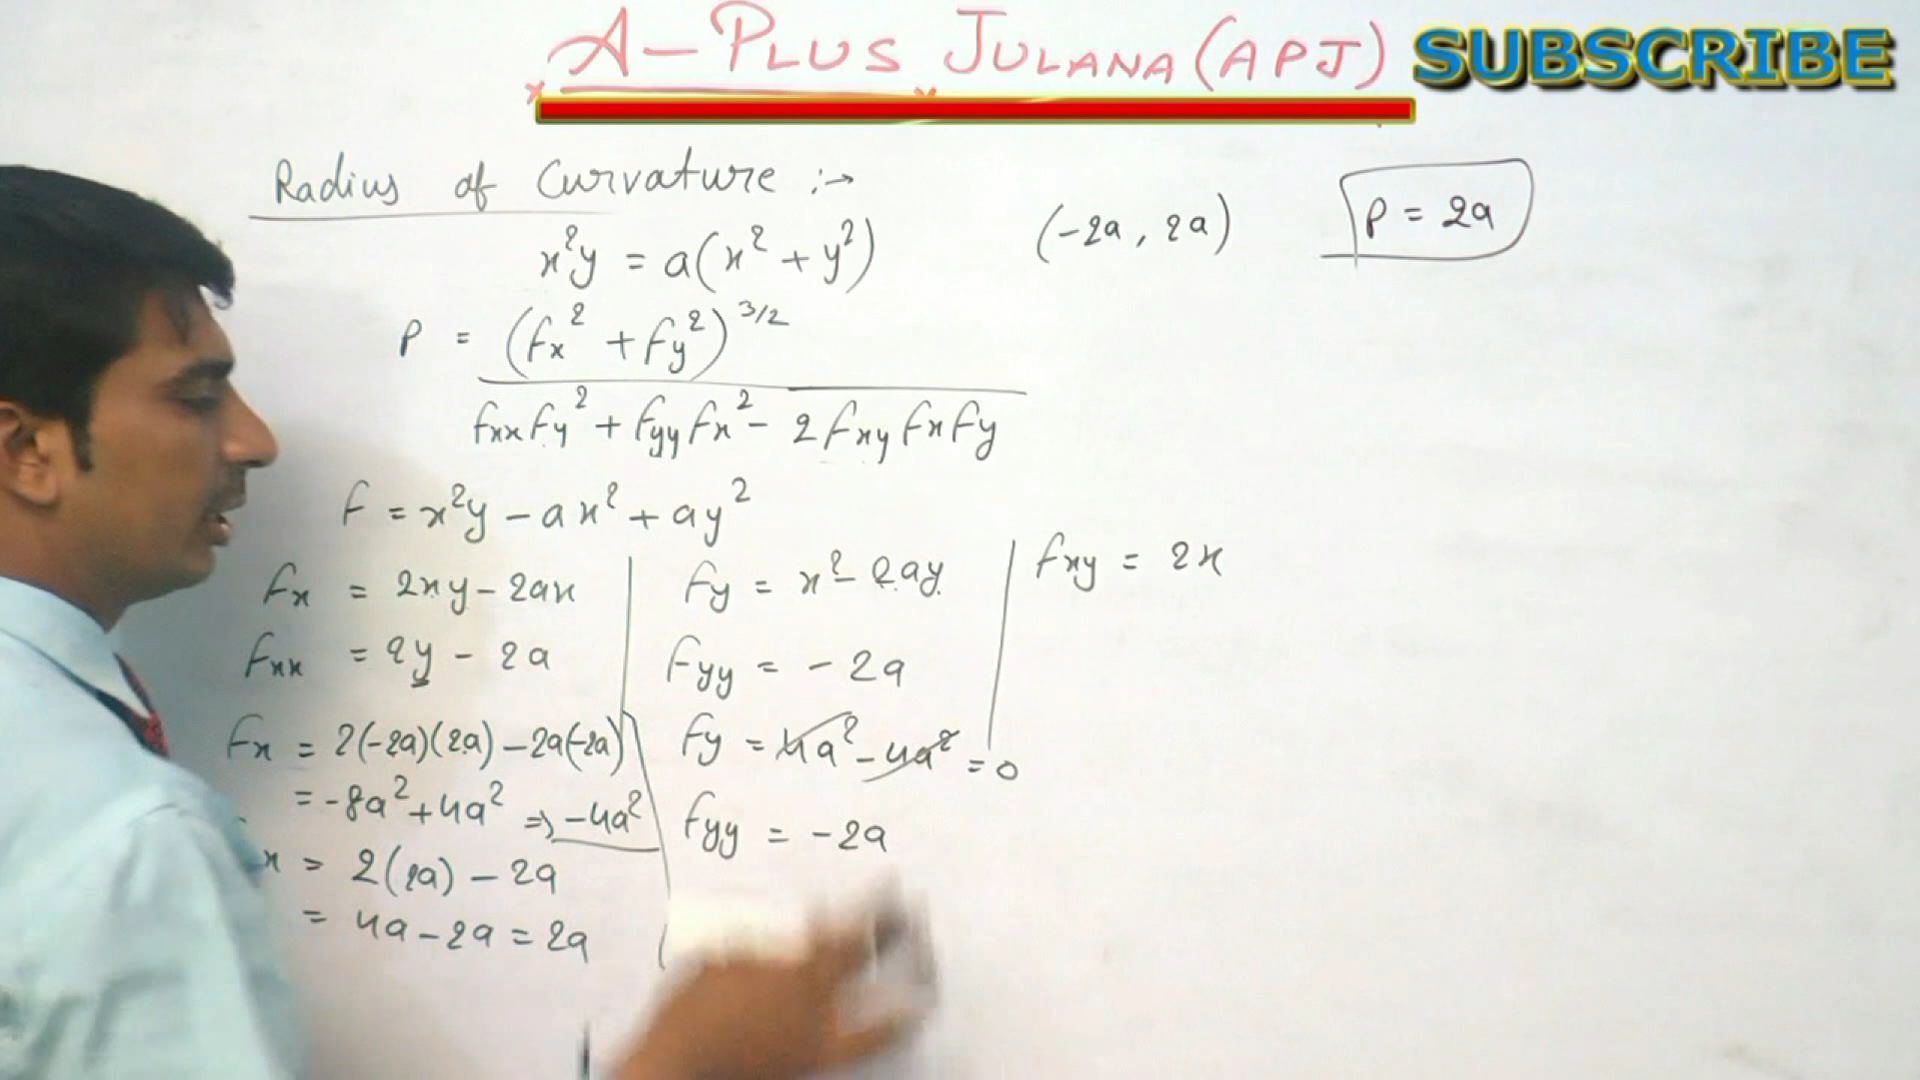 A-PLUS JULANA (APJ) SUBSCRIBE
Radius of Curvature :→
x²y = a(x² + y²) (-2a, 2a) ρ = 2a
ρ = (fx² + fy²)^3/2
fxx fy² + fyy fx² - 2 fxy fx fy
f = x²y - ax² + ay²
fx = 2xy - 2ax fy = x² - 2ay fxy = 2x
fxx = 2y - 2a fyy = -2a
fx = 2(-2a)(2a) - 2a(-2a) fy = 4a² - 4a² = 0
= -8a² + 4a² ⇒ -4a² fyy = -2a
x = 2(2a) - 2a
= 4a - 2a = 2a